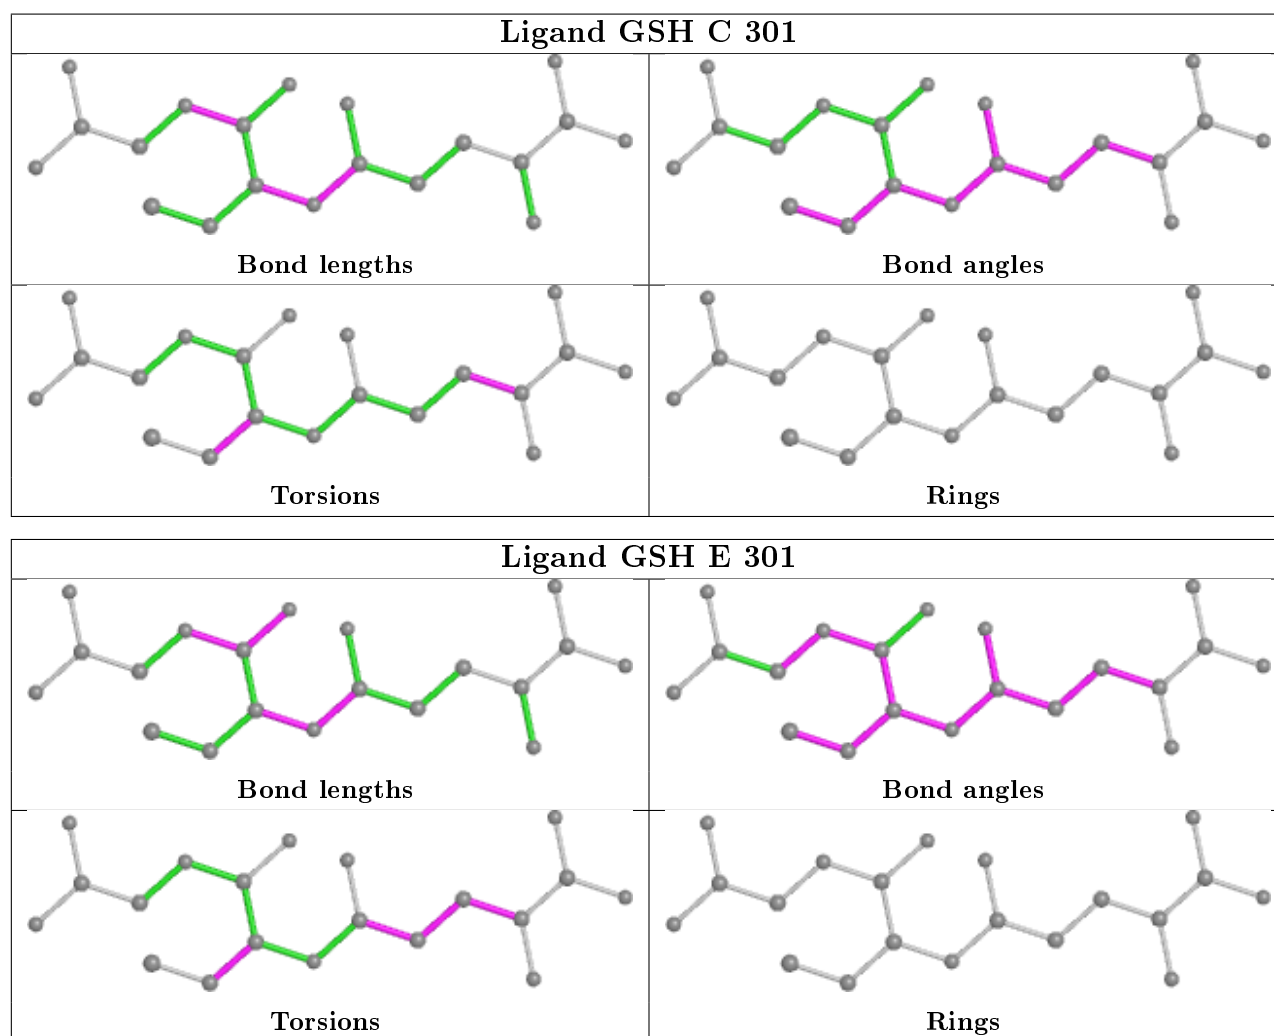 Ligand GSH C 301
Bond lengths
Bond angles
Torsions
Rings
Ligand GSH E 301
Bond lengths
Bond angles
Torsions
Rings